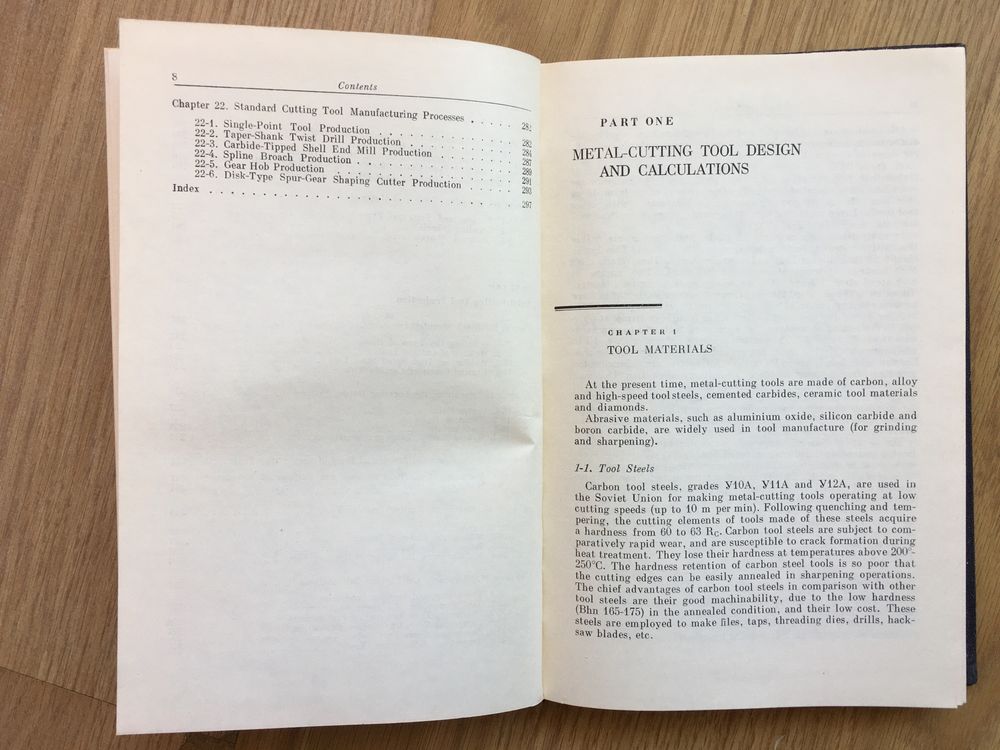 8
Contents
Chapter 22. Standard Cutting Tool Manufacturing Processes . . . . . 282
22-1. Single-Point Tool Production . . . . . . . . . . . . 282
22-2. Taper-Shank Twist Drill Production . . . . . . . . . 284
22-3. Carbide-Tipped Shell End Mill Production . . . . . . 287
22-4. Spline Broach Production . . . . . . . . . . . . . . 289
22-5. Gear Hob Production . . . . . . . . . . . . . . . . 291
22-6. Disk-Type Spur-Gear Shaping Cutter Production . . . . 293
Index . . . . . . . . . . . . . . . . . . . . . . . . 297
PART ONE
METAL-CUTTING TOOL DESIGN
AND CALCULATIONS
CHAPTER 1
TOOL MATERIALS
At the present time, metal-cutting tools are made of carbon, alloy
and high-speed tool steels, cemented carbides, ceramic tool materials
and diamonds.
Abrasive materials, such as aluminium oxide, silicon carbide and
boron carbide, are widely used in tool manufacture (for grinding
and sharpening).
1-1. Tool Steels
Carbon tool steels, grades У10А, У11А and У12А, are used in
the Soviet Union for making metal-cutting tools operating at low
cutting speeds (up to 10 m per min). Following quenching and tem-
pering, the cutting elements of tools made of these steels acquire
a hardness from 60 to 63 RC. Carbon tool steels are subject to com-
paratively rapid wear, and are susceptible to crack formation during
heat treatment. They lose their hardness at temperatures above 200°-
250°C. The hardness retention of carbon steel tools is so poor that
the cutting edges can be easily annealed in sharpening operations.
The chief advantages of carbon tool steels in comparison with other
tool steels are their good machinability, due to the low hardness
(Bhn 165-175) in the annealed condition, and their low cost. These
steels are employed to make files, taps, threading dies, drills, hack-
saw blades, etc.